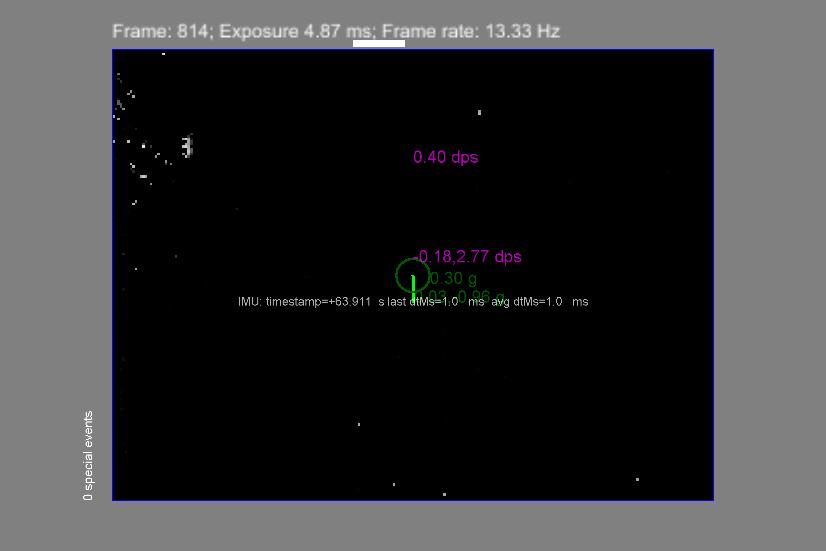 Frame: 814; Exposure 4.87 ms; Frame rate: 13.33 Hz
0.40 dps
-0.18,2.77 dps
0.30 g
IMU: timestamp=+63.911 s last dtMs=1.0 ms avg dtMs=1.0 ms
0 special events